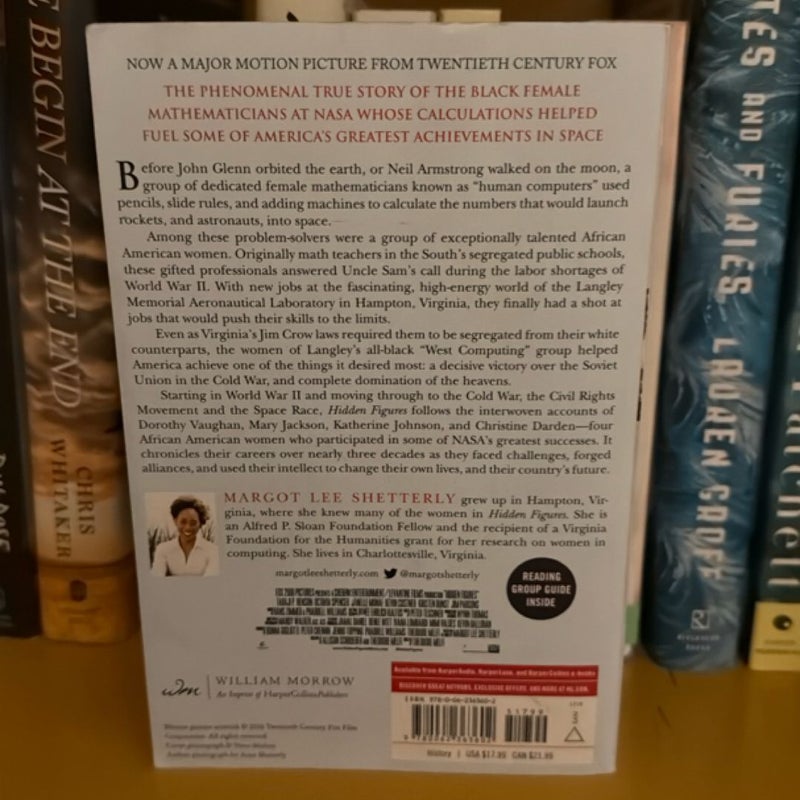 NOW A MAJOR MOTION PICTURE FROM TWENTIETH CENTURY FOX
THE PHENOMENAL TRUE STORY OF THE BLACK FEMALE
MATHEMATICIANS AT NASA WHOSE CALCULATIONS HELPED
FUEL SOME OF AMERICA'S GREATEST ACHIEVEMENTS IN SPACE
Before John Glenn orbited the earth, or Neil Armstrong walked on the moon, a
group of dedicated female mathematicians known as "human computers" used
pencils, slide rules, and adding machines to calculate the numbers that would launch
rockets, and astronauts, into space.
Among these problem-solvers were a group of exceptionally talented African
American women. Originally math teachers in the South's segregated public schools,
these gifted professionals answered Uncle Sam's call during the labor shortages of
World War II. With new jobs at the fascinating, high-energy world of the Langley
Memorial Aeronautical Laboratory in Hampton, Virginia, they finally had a shot at
jobs that would push their skills to the limits.
Even as Virginia's Jim Crow laws required them to be segregated from their white
counterparts, the women of Langley's all-black "West Computing" group helped
America achieve one of the things it desired most: a decisive victory over the Soviet
Union in the Cold War, and complete domination of the heavens.
Starting in World War II and moving through to the Cold War, the Civil Rights
Movement and the Space Race, Hidden Figures follows the interwoven accounts of
Dorothy Vaughan, Mary Jackson, Katherine Johnson, and Christine Darden—four
African American women who participated in some of NASA's greatest successes. It
chronicles their careers over nearly three decades as they faced challenges, forged
alliances, and used their intellect to change their own lives, and their country's future.
MARGOT LEE SHETTERLY grew up in Hampton, Vir-
ginia, where she knew many of the women in Hidden Figures. She is
an Alfred P. Sloan Foundation Fellow and the recipient of a Virginia
Foundation for the Humanities grant for her research on women in
computing. She lives in Charlottesville, Virginia.
margotleeshetterly.com @margotshetterly
READING
GROUP GUIDE
INSIDE
WILLIAM MORROW
An Imprint of HarperCollinsPublishers
Available from HarperAudio, HarperLuxe, and HarperCollins e-books
DISCOVER GREAT AUTHORS, EXCLUSIVE OFFERS, AND MORE AT HC.COM.
History USA $17.99 CAN $21.99
BEGIN AT THE END
CHRIS
WHITAKER
AND FURIES
LAUREN GROFF
Patchett